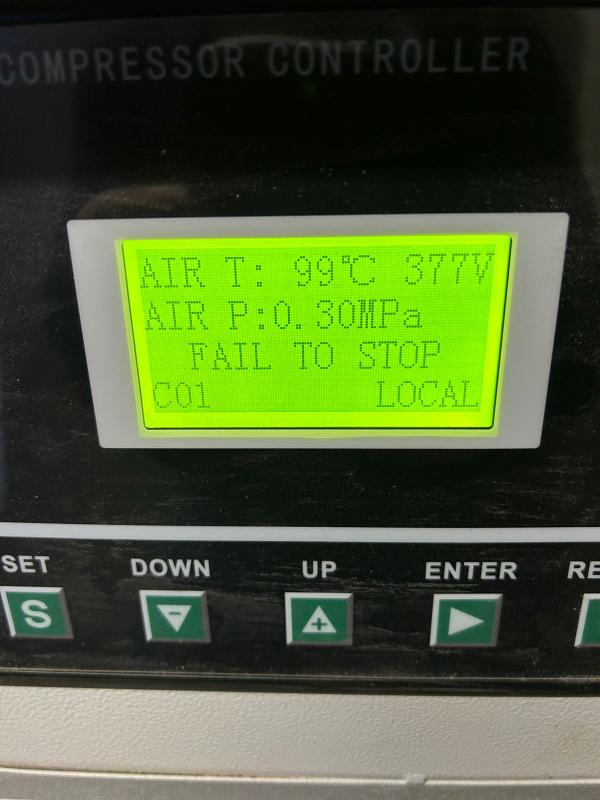 COMPRESSOR CONTROLLER
AIR T: 99℃ 377V
AIR P:0.30MPa
FAIL TO STOP
C01 LOCAL
SET DOWN UP ENTER
S